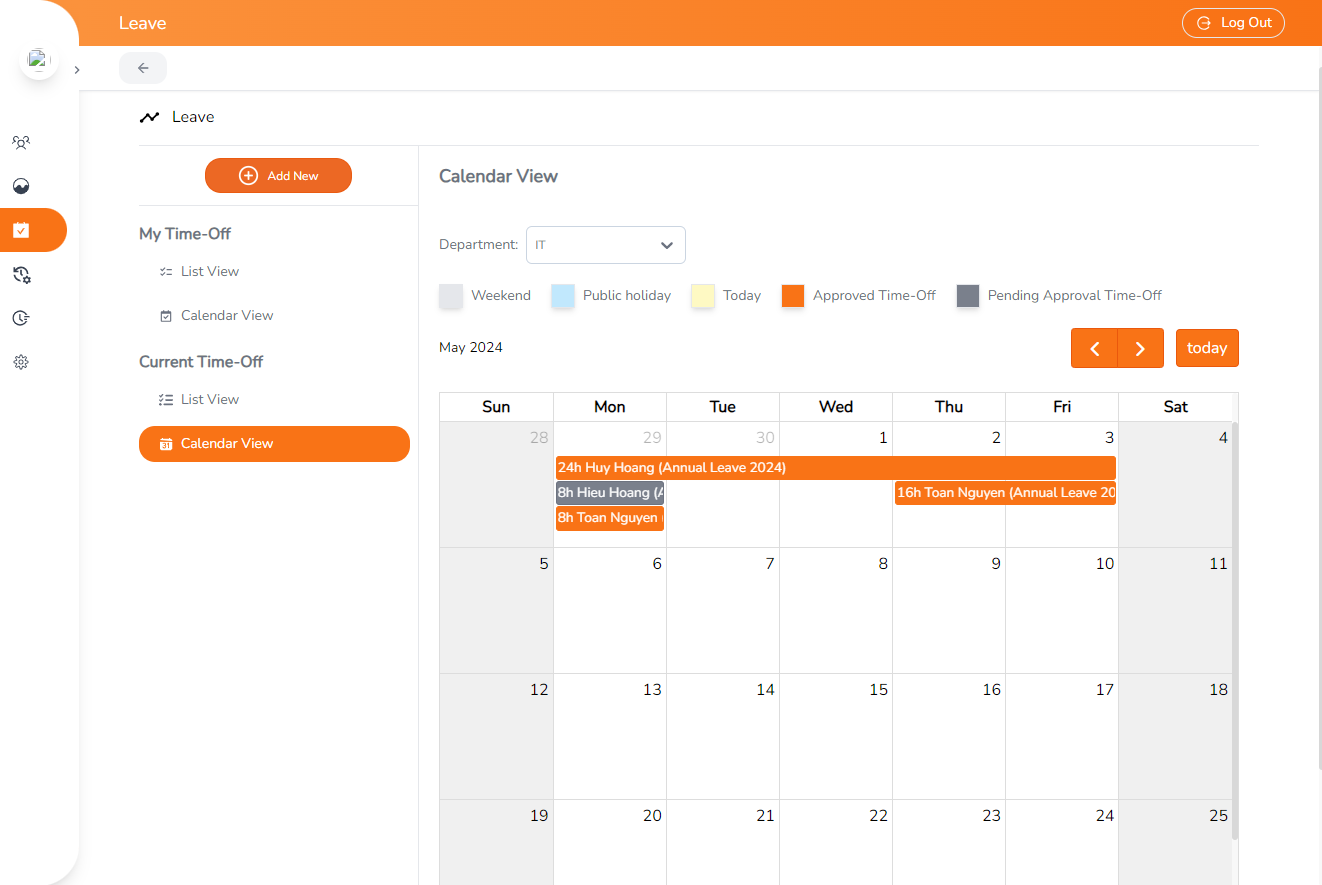 Leave
Log Out
Leave
Add New
My Time-Off
List View
Calendar View
Current Time-Off
List View
31
Calendar View
Calendar View
Department: IT
Weekend Public holiday Today Approved Time-Off Pending Approval Time-Off
May 2024
today
Sun Mon Tue Wed Thu Fri Sat
28 29 30 1 2 3 4
24h Huy Hoang (Annual Leave 2024)
8h Hieu Hoang (A 16h Toan Nguyen (Annual Leave 20
8h Toan Nguyen (
5 6 7 8 9 10 11
12 13 14 15 16 17 18
19 20 21 22 23 24 25